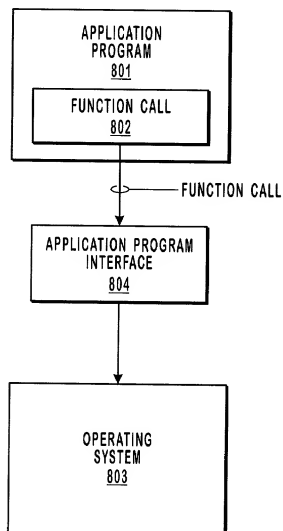 APPLICATION
PROGRAM
801
FUNCTION CALL
802
FUNCTION CALL
APPLICATION PROGRAM
INTERFACE
804
OPERATING
SYSTEM
803